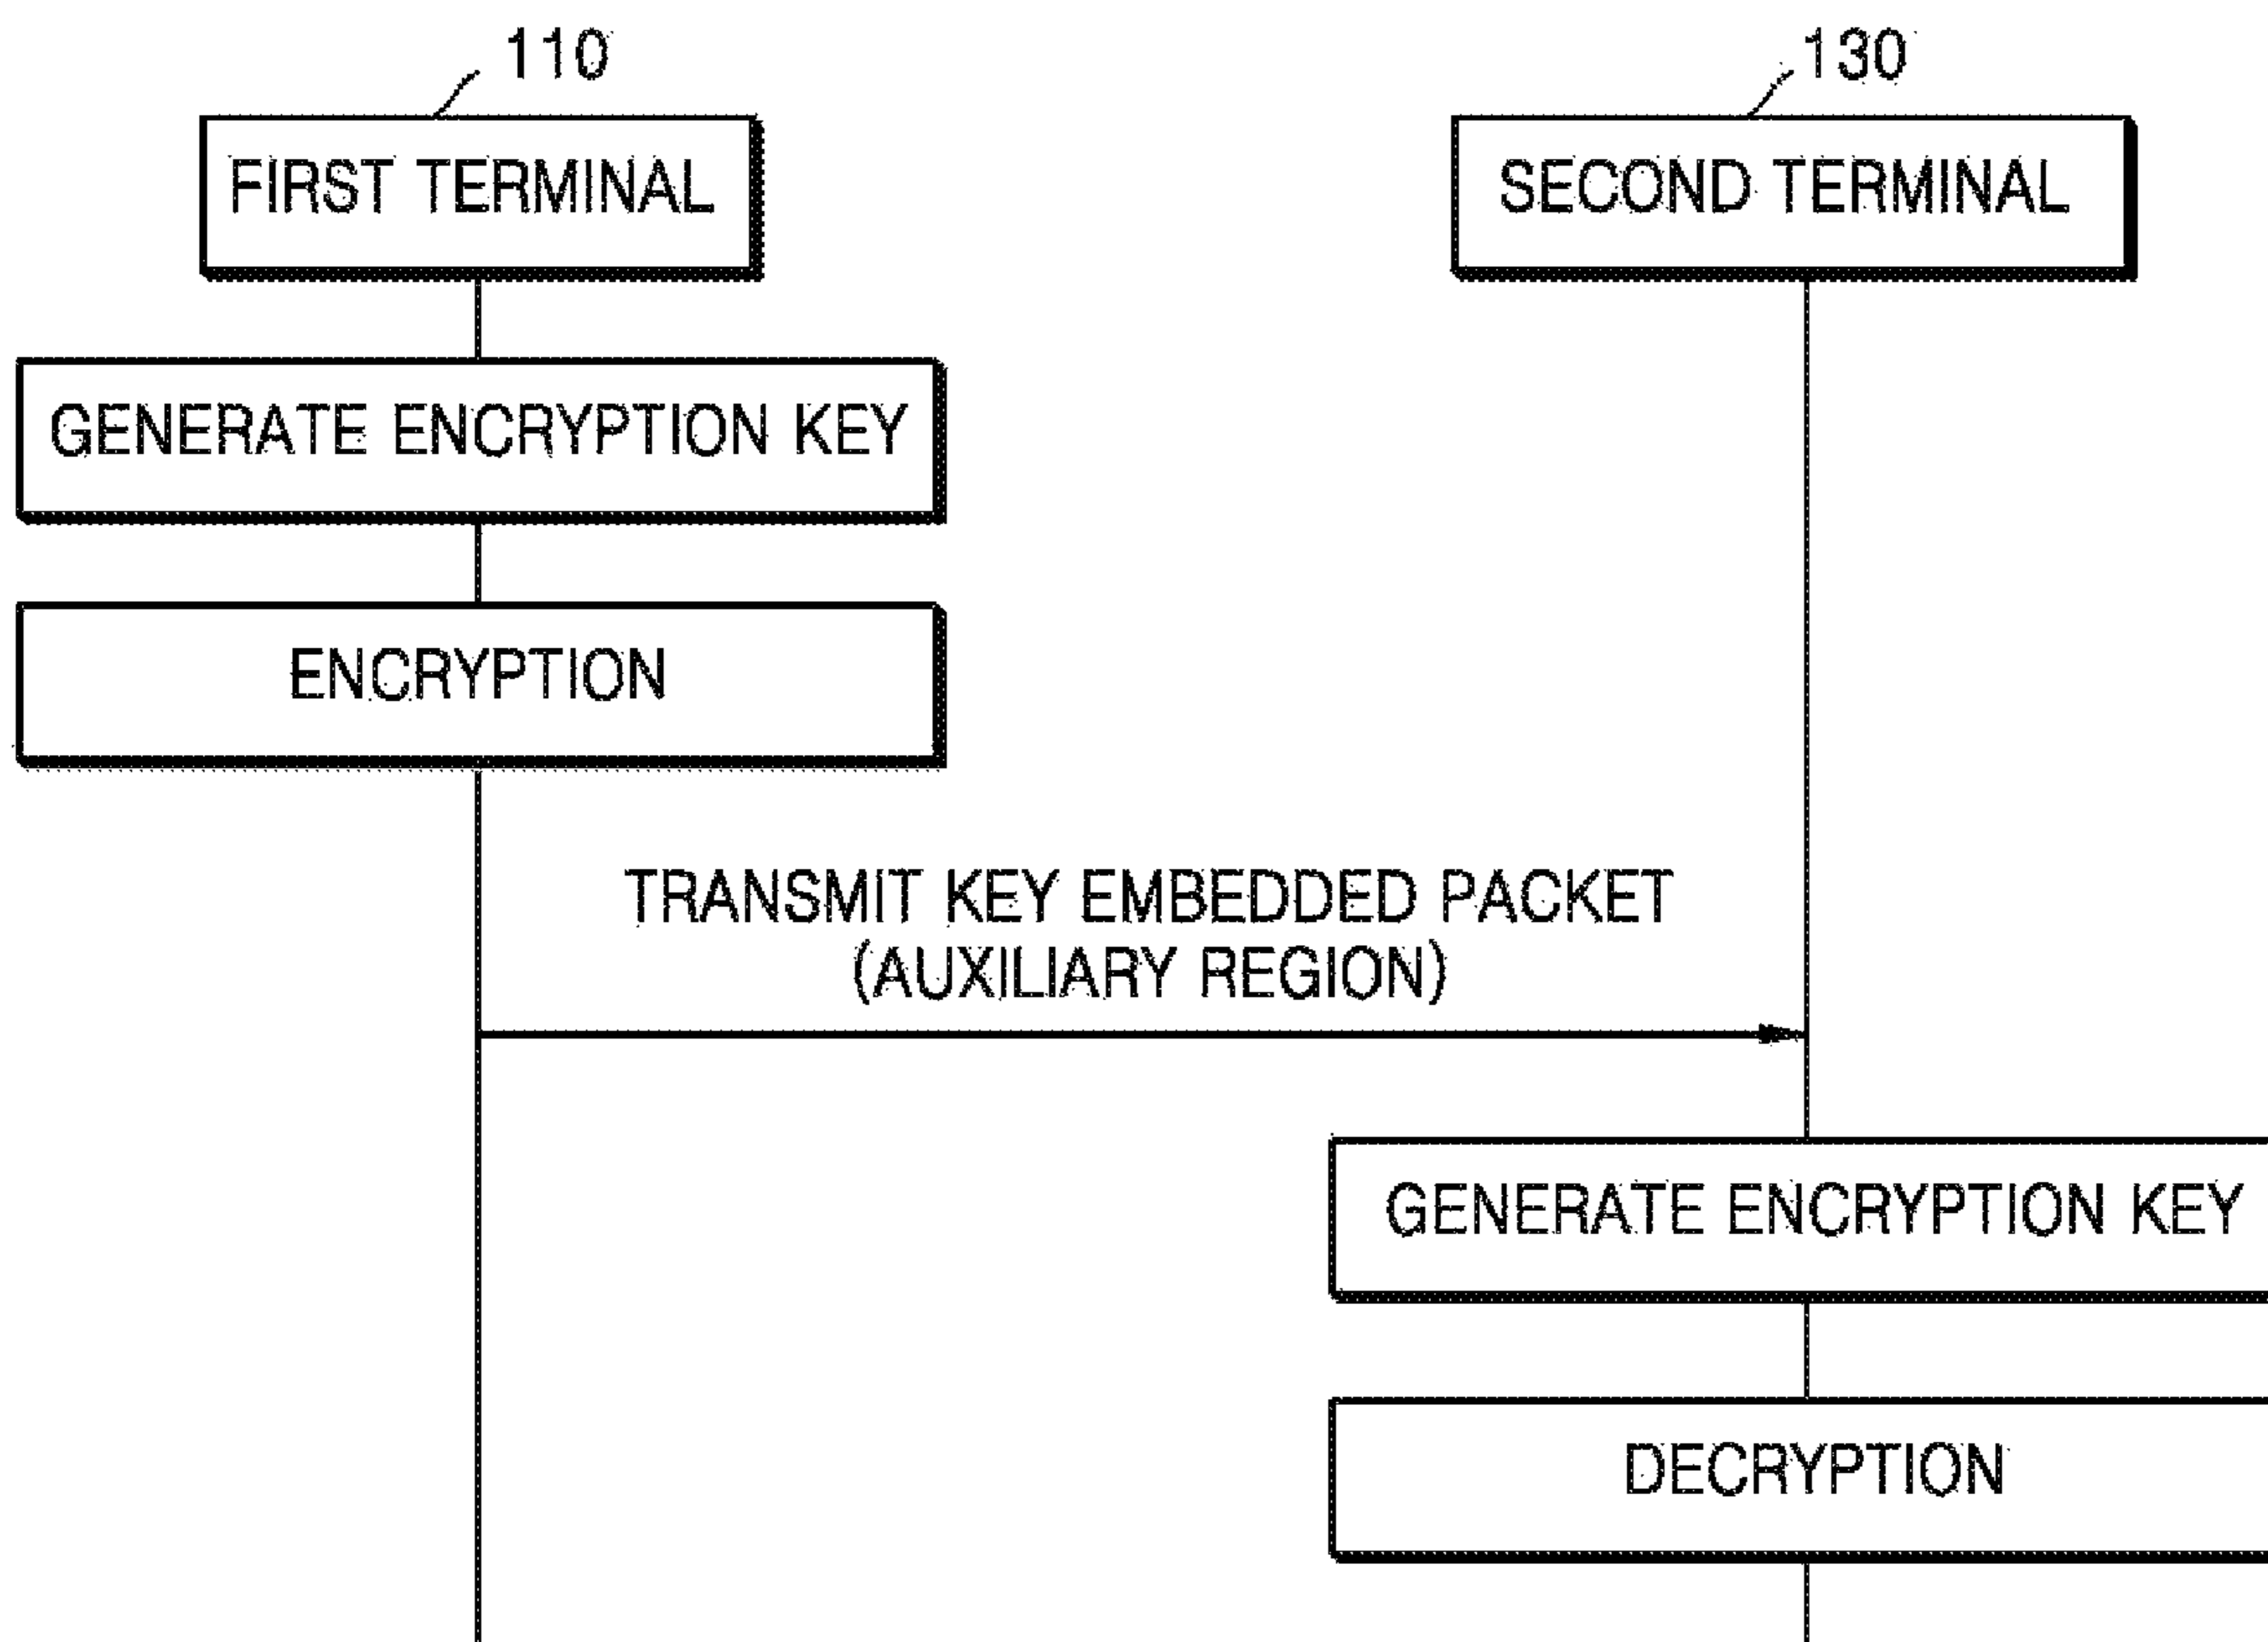 110
130
FIRST TERMINAL
SECOND TERMINAL
GENERATE ENCRYPTION KEY
ENCRYPTION
TRANSMIT KEY EMBEDDED PACKET
(AUXILIARY REGION)
GENERATE ENCRYPTION KEY
DECRYPTION